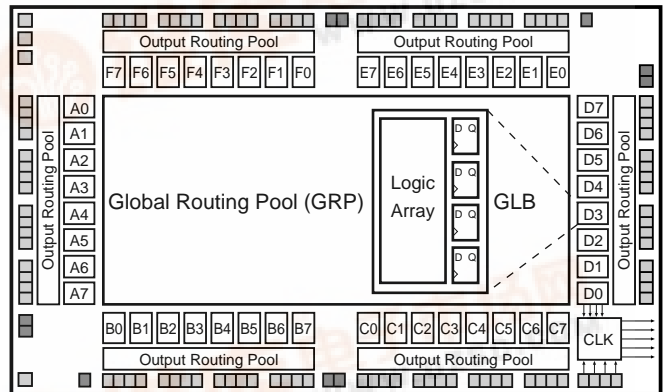 Output Routing Pool Output Routing Pool
F7 F6 F5 F4 F3 F2 F1 F0 E7 E6 E5 E4 E3 E2 E1 E0
Output Routing Pool
A0
A1
A2
A3
A4
A5
A6
A7
Global Routing Pool (GRP)
Logic
Array
D Q
D Q
D Q
D Q
GLB
D7
D6
D5
D4
D3
D2
D1
D0
Output Routing Pool
CLK
B0 B1 B2 B3 B4 B5 B6 B7 C0 C1 C2 C3 C4 C5 C6 C7
Output Routing Pool Output Routing Pool